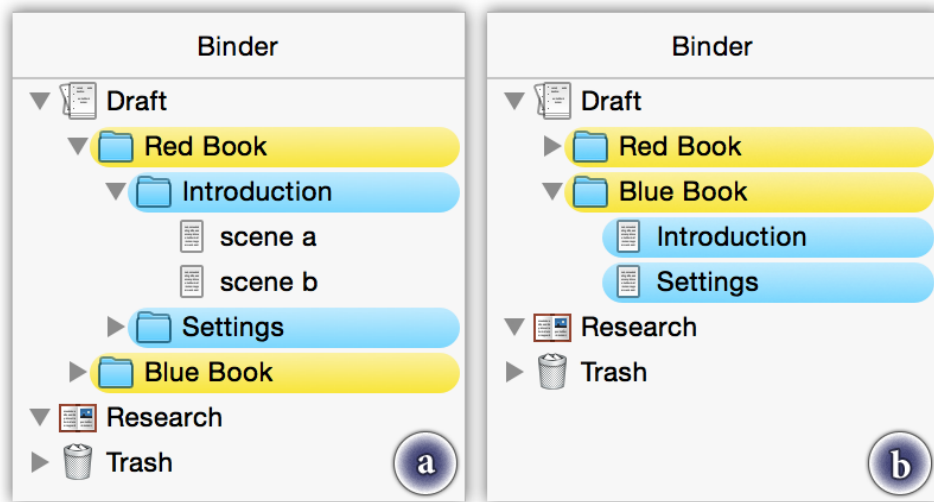 Binder
Draft
Red Book
Introduction
scene a
scene b
Settings
Blue Book
Research
Trash
a
Binder
Draft
Red Book
Blue Book
Introduction
Settings
Research
Trash
b